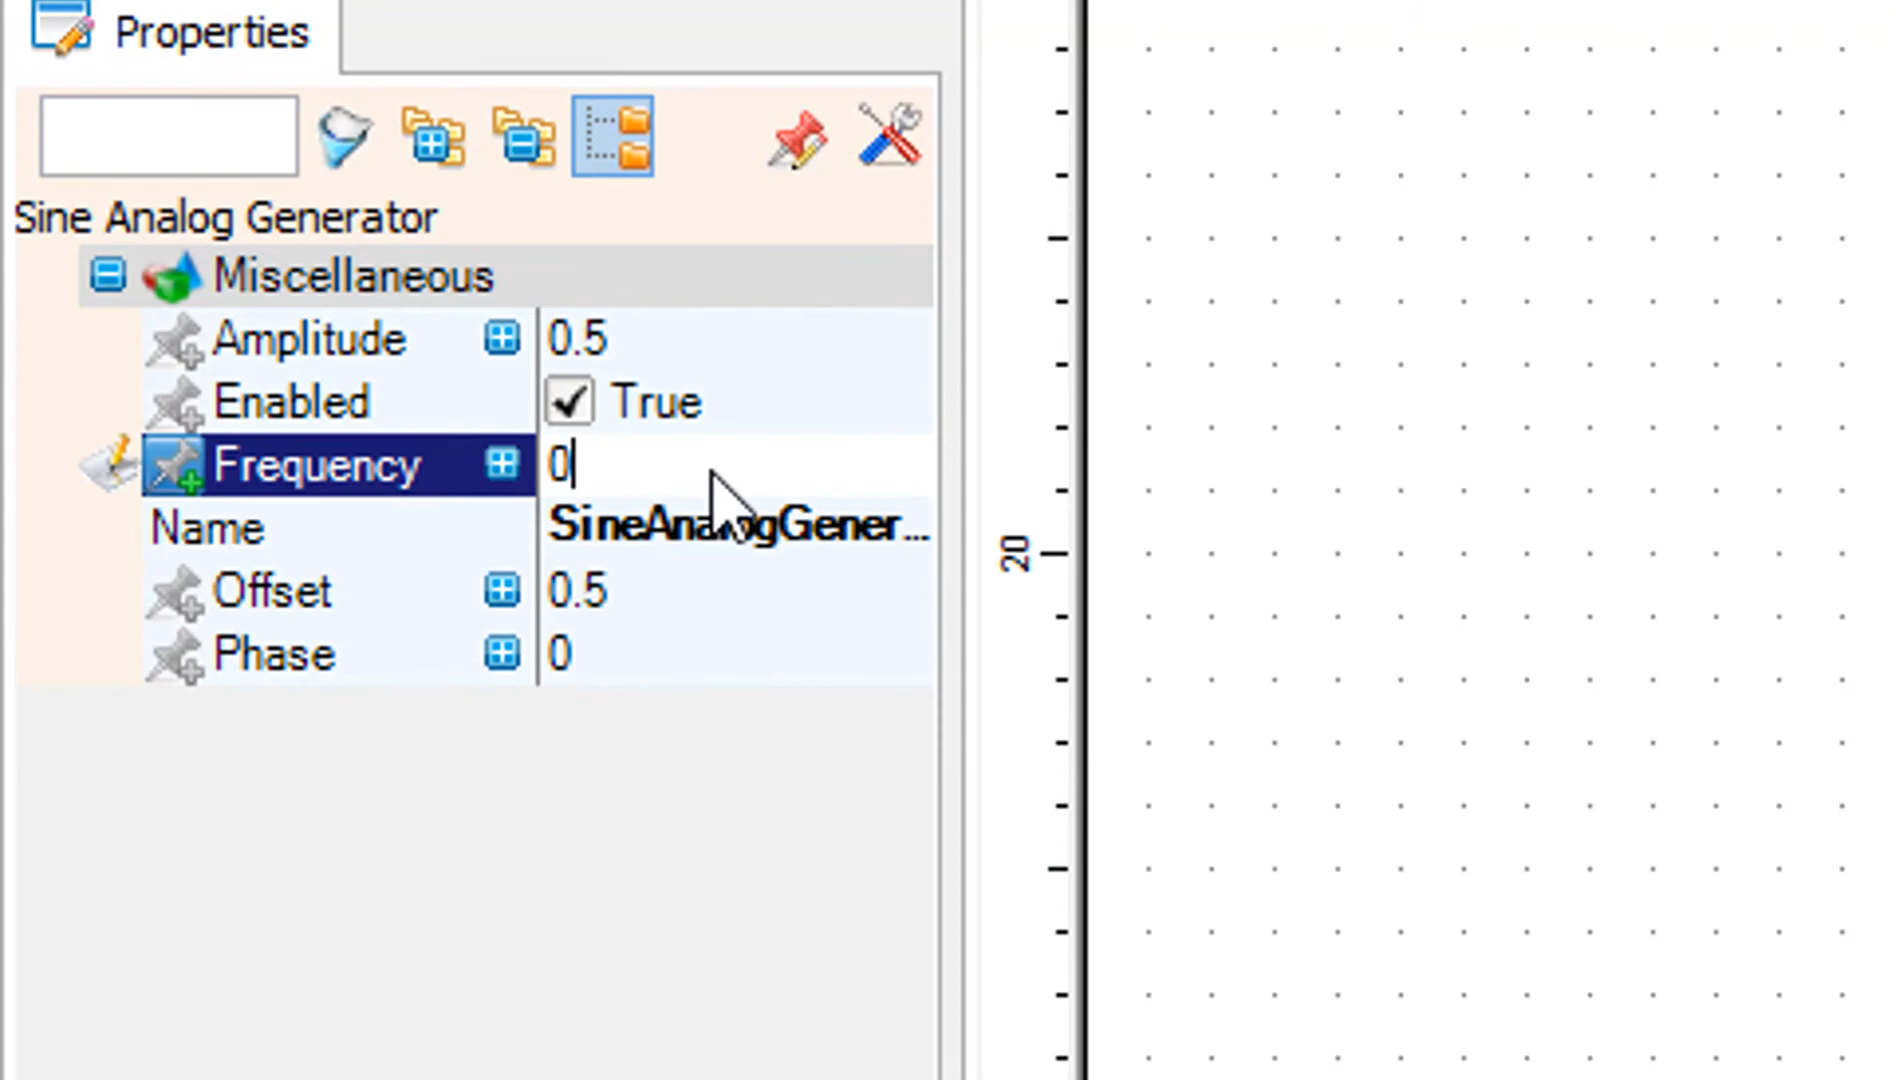 Properties
Sine Analog Generator
Miscellaneous
Amplitude 0.5
Enabled True
Frequency 0
Name SineAnalogGener...
Offset 0.5
Phase 0
20